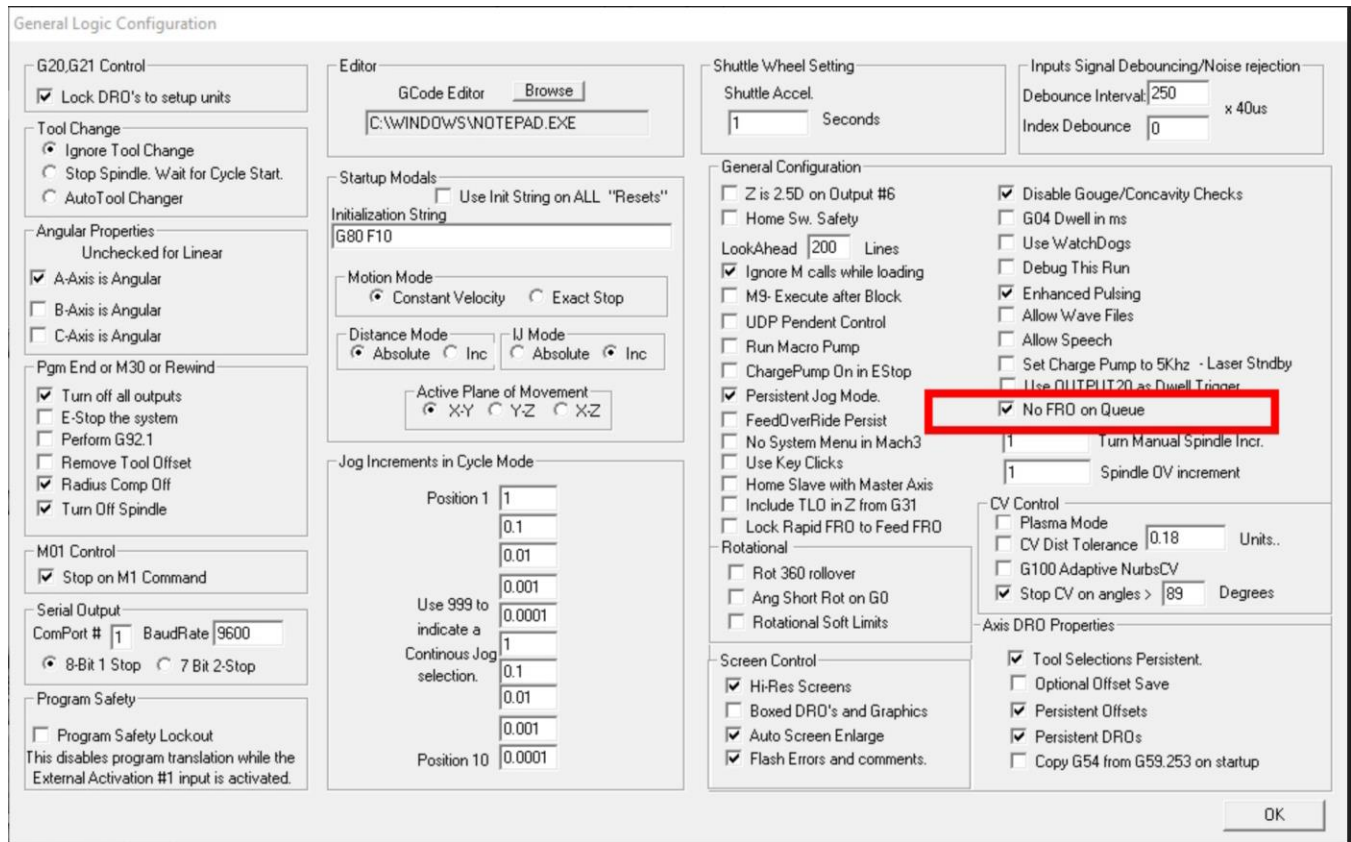 General Logic Configuration
G20,G21 Control
Lock DRO's to setup units
Tool Change
Ignore Tool Change
Stop Spindle. Wait for Cycle Start.
AutoTool Changer
Angular Properties
Unchecked for Linear
A-Axis is Angular
B-Axis is Angular
C-Axis is Angular
Pgm End or M30 or Rewind
Turn off all outputs
E-Stop the system
Perform G92.1
Remove Tool Offset
Radius Comp Off
Turn Off Spindle
M01 Control
Stop on M1 Command
Serial Output
ComPort # 1 BaudRate 9600
8-Bit 1 Stop 7 Bit 2-Stop
Program Safety
Program Safety Lockout
This disables program translation while the
External Activation #1 input is activated.
Editor
GCode Editor Browse
C:\WINDOWS\NOTEPAD.EXE
Startup Modals
Use Init String on ALL "Resets"
Initialization String
G80 F10
Motion Mode
Constant Velocity Exact Stop
Distance Mode
Absolute Inc
IJ Mode
Absolute Inc
Active Plane of Movement
X-Y Y-Z X-Z
Jog Increments in Cycle Mode
Position 1 1
0.1
0.01
0.001
Use 999 to
indicate a
Continous Jog
selection.
0.0001
1
0.1
0.01
0.001
Position 10 0.0001
Shuttle Wheel Setting
Shuttle Accel.
1 Seconds
Inputs Signal Debouncing/Noise rejection
Debounce Interval: 250 x 40us
Index Debounce 0
General Configuration
Z is 2.5D on Output #6
Home Sw. Safety
LookAhead 200 Lines
Ignore M calls while loading
M9- Execute after Block
UDP Pendent Control
Run Macro Pump
ChargePump On in EStop
Persistent Jog Mode.
FeedOverRide Persist
No System Menu in Mach3
Use Key Clicks
Home Slave with Master Axis
Include TLO in Z from G31
Lock Rapid FRO to Feed FRO
Disable Gouge/Concavity Checks
G04 Dwell in ms
Use WatchDogs
Debug This Run
Enhanced Pulsing
Allow Wave Files
Allow Speech
Set Charge Pump to 5Khz - Laser Stndby
Use OUTPUT20 as Dwell Trigger
No FRO on Queue
1 Turn Manual Spindle Incr.
1 Spindle OV increment
Rotational
Rot 360 rollover
Ang Short Rot on G0
Rotational Soft Limits
CV Control
Plasma Mode
CV Dist Tolerance 0.18 Units..
G100 Adaptive NurbsCV
Stop CV on angles > 89 Degrees
Screen Control
Hi-Res Screens
Boxed DRO's and Graphics
Auto Screen Enlarge
Flash Errors and comments.
Axis DRO Properties
Tool Selections Persistent.
Optional Offset Save
Persistent Offsets
Persistent DROs
Copy G54 from G59.253 on startup
OK